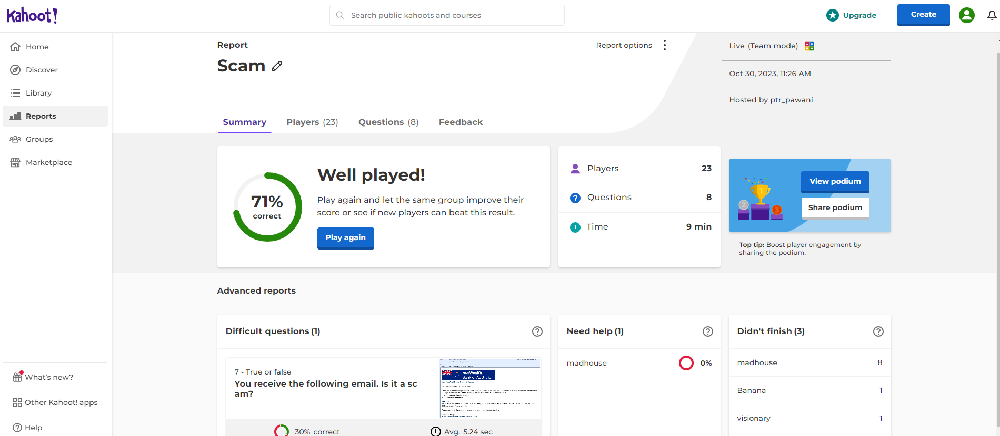 Kahoot!
Search public kahoots and courses
Upgrade
Create
Home
Discover
Library
Reports
Groups
Marketplace
What's new?
Other Kahoot! apps
Help
Report
Report options
Scam
Live (Team mode)
Oct 30, 2023, 11:26 AM
Hosted by ptr_pawani
Summary
Players (23)
Questions (8)
Feedback
71%
correct
Well played!
Play again and let the same group improve their
score or see if new players can beat this result.
Play again
Players 23
Questions 8
Time 9 min
View podium
Share podium
Top tip: Boost player engagement by
sharing the podium.
Advanced reports
Difficult questions (1)
7 - True or false
You receive the following email. Is it a sc
am?
AusWealth
Bank of Australia
30% correct
Avg. 5.24 sec
Need help (1)
madhouse 0%
Didn't finish (3)
madhouse 8
Banana 1
visionary 1